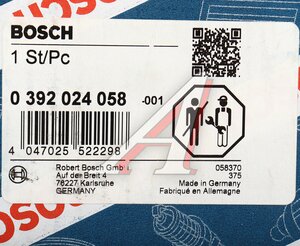 BOSCH
1 St/Pc
0 392 024 058 -001
4 047025 522298
Robert Bosch GmbH
Auf der Breit 4
76227 Karlsruhe
GERMANY
058370
375
Made in Germany
Fabriqué en Allemagne